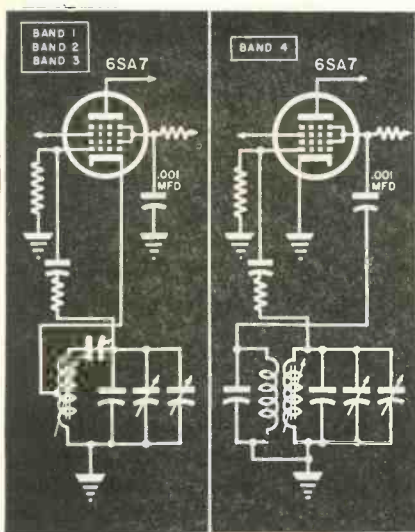 BAND 1
BAND 2
BAND 3
6SA7
.001
MFD
BAND 4
6SA7
.001
MFD